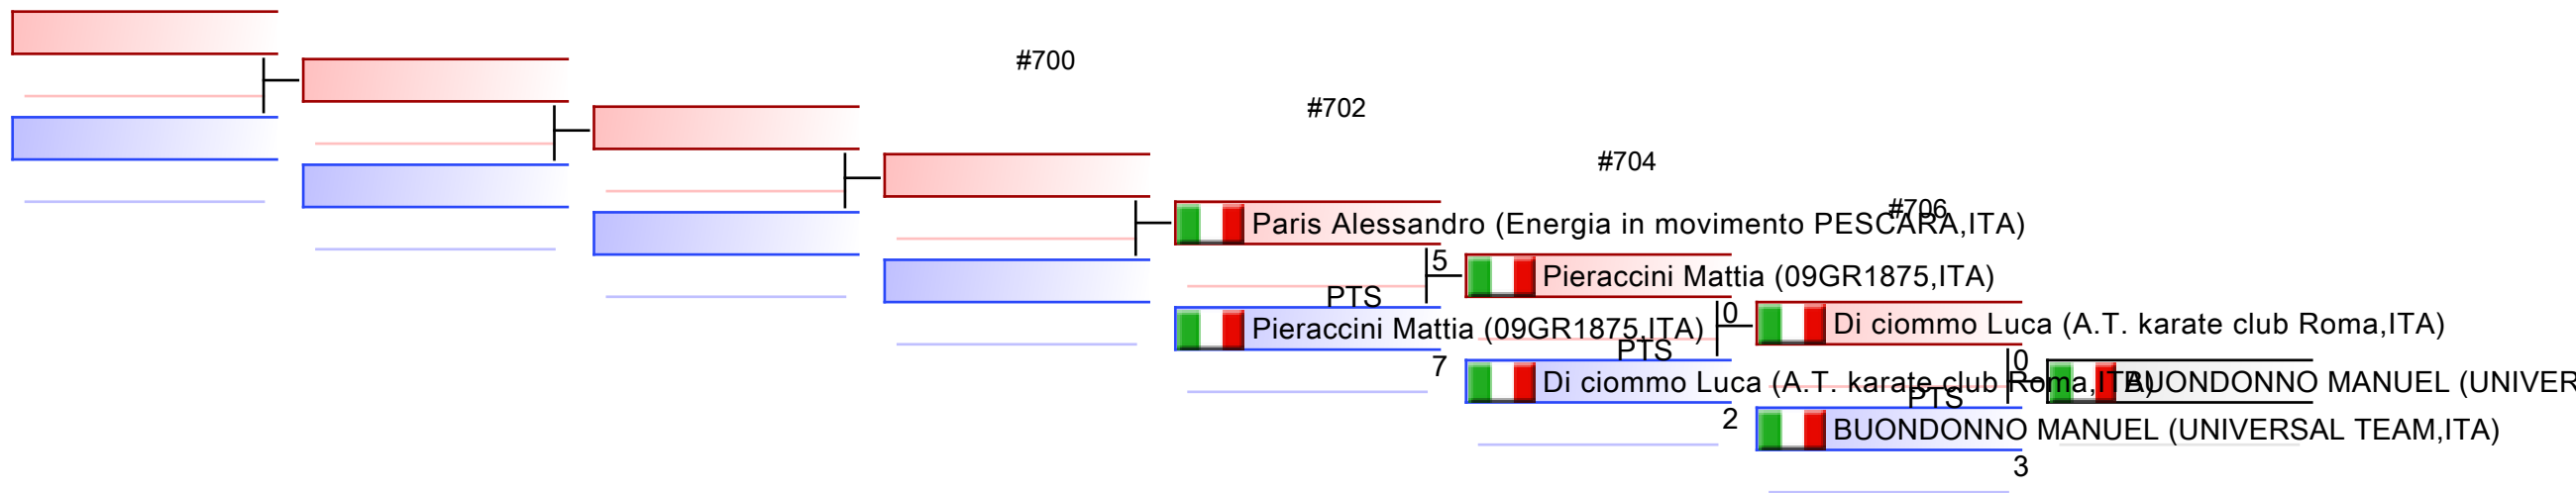 #700
#702
#704
#706
Paris Alessandro (Energia in movimento PESCARA,ITA)
5
Pieraccini Mattia (09GR1875,ITA)
PTS
0
Di ciommo Luca (A.T. karate club Roma,ITA)
Pieraccini Mattia (09GR1875,ITA)
PTS
0
7
Di ciommo Luca (A.T. karate club Roma,ITA)
BUONDONNO MANUEL (UNIVER
PTS
2
BUONDONNO MANUEL (UNIVERSAL TEAM,ITA)
3